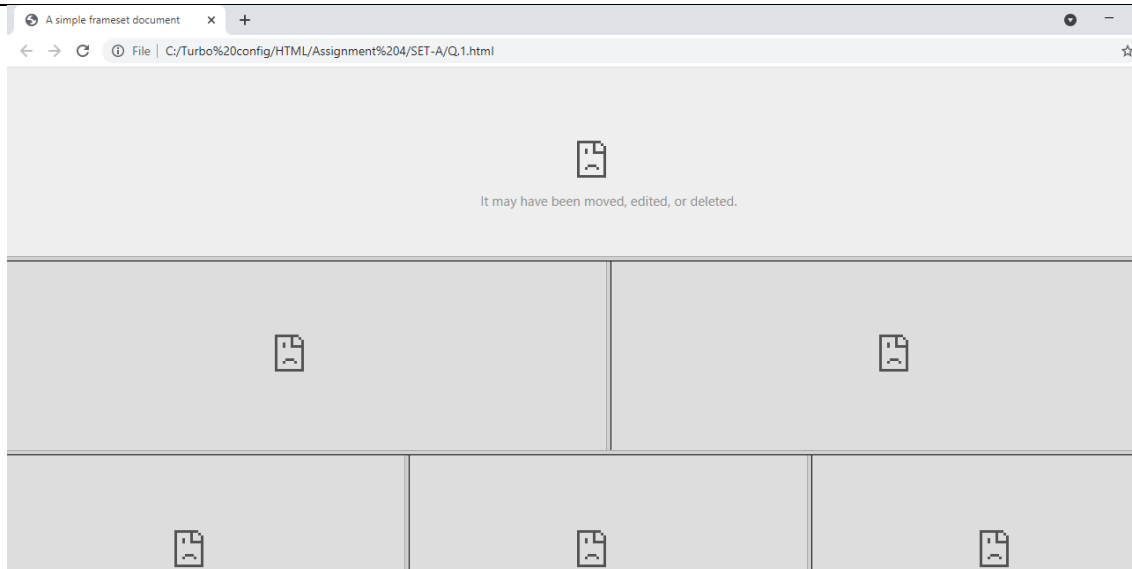 A simple frameset document
File | C:/Turbo%20config/HTML/Assignment%204/SET-A/Q.1.html
It may have been moved, edited, or deleted.